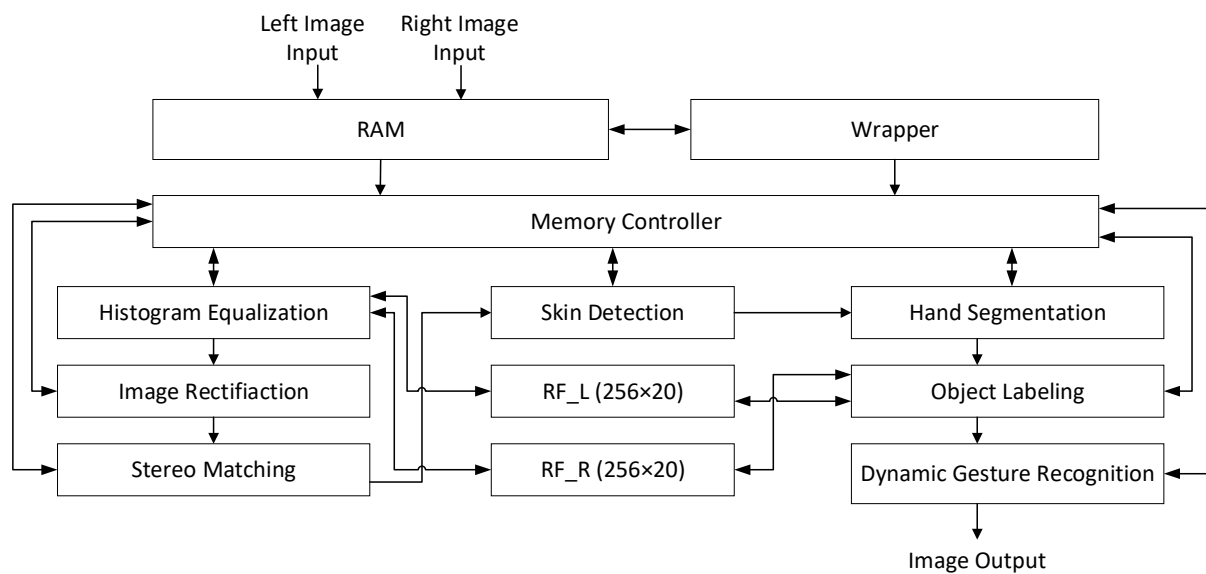 Left Image
Input
Right Image
Input
RAM
Wrapper
Memory Controller
Histogram Equalization
Skin Detection
Hand Segmentation
Image Rectifiaction
RF_L (256×20)
Object Labeling
Stereo Matching
RF_R (256×20)
Dynamic Gesture Recognition
Image Output